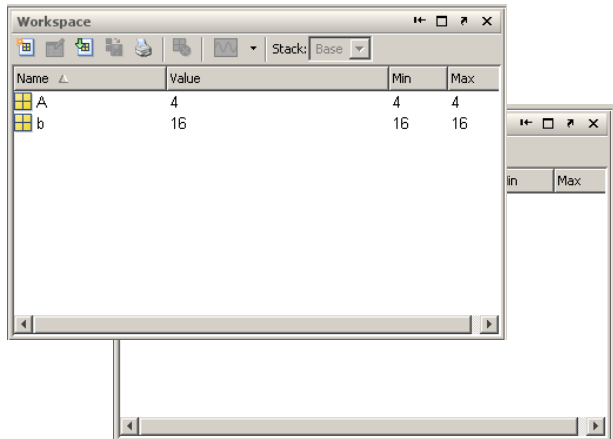 Workspace
Stack: Base
Name Value Min Max
A 4 4 4
b 16 16 16
in Max